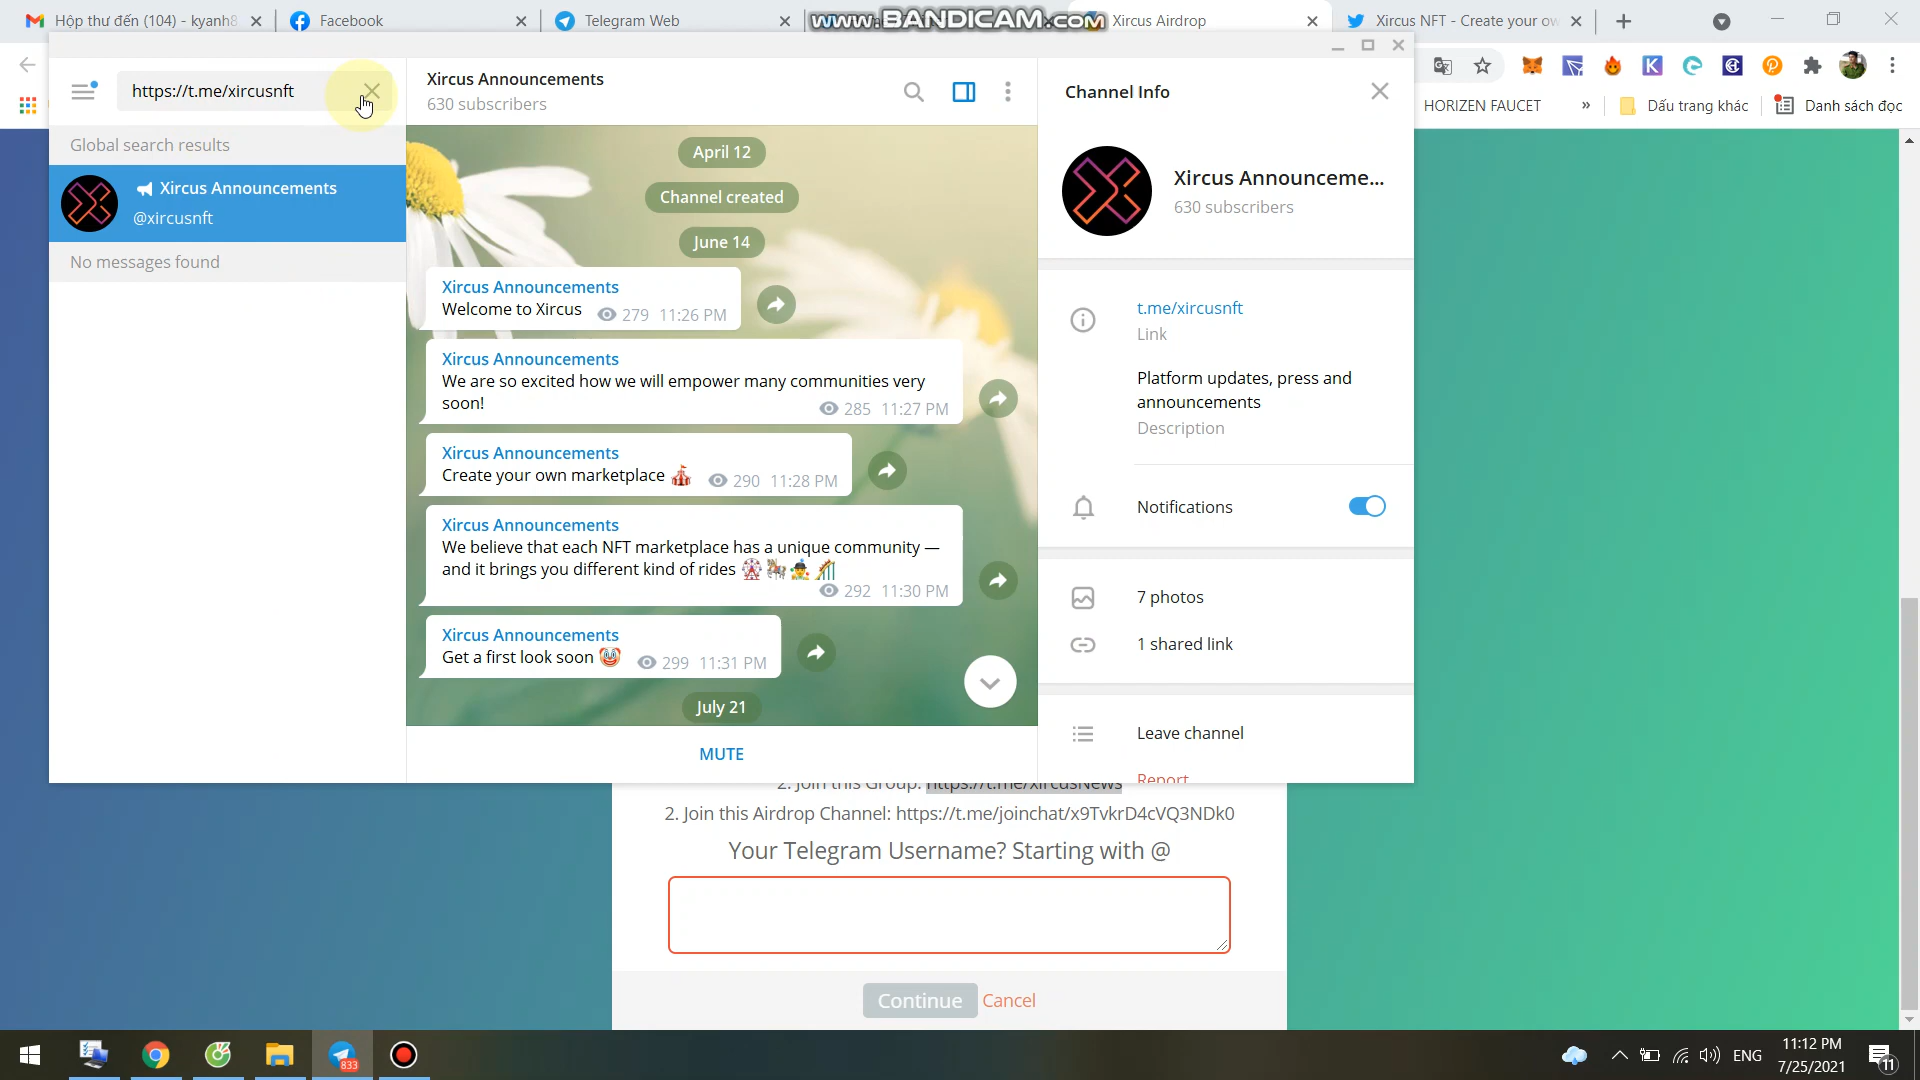 Hộp thư đến (104) - kyanh8
Facebook
Telegram Web
www.BANDICAM.com
Xircus Airdrop
Xircus NFT - Create your ow
https://t.me/xircusnft
Xircus Announcements
630 subscribers
Channel Info
HORIZEN FAUCET
»
Dấu trang khác
Danh sách đọc
Global search results
Xircus Announcements
@xircusnft
No messages found
April 12
Channel created
June 14
Xircus Announcements
Welcome to Xircus 279 11:26 PM
Xircus Announcements
We are so excited how we will empower many communities very
soon!
285 11:27 PM
Xircus Announcements
Create your own marketplace 🎪 290 11:28 PM
Xircus Announcements
We believe that each NFT marketplace has a unique community —
and it brings you different kind of rides 🎡🎠🤹🎢
292 11:30 PM
Xircus Announcements
Get a first look soon 🤡 299 11:31 PM
July 21
MUTE
Xircus Announceme...
630 subscribers
t.me/xircusnft
Link
Platform updates, press and
announcements
Description
Notifications
7 photos
1 shared link
Leave channel
Report
2. Join this Group: https://t.me/xircusNews
2. Join this Airdrop Channel: https://t.me/joinchat/x9TvkrD4cVQ3NDk0
Your Telegram Username? Starting with @
Continue
Cancel
833
ENG
11:12 PM
7/25/2021
11